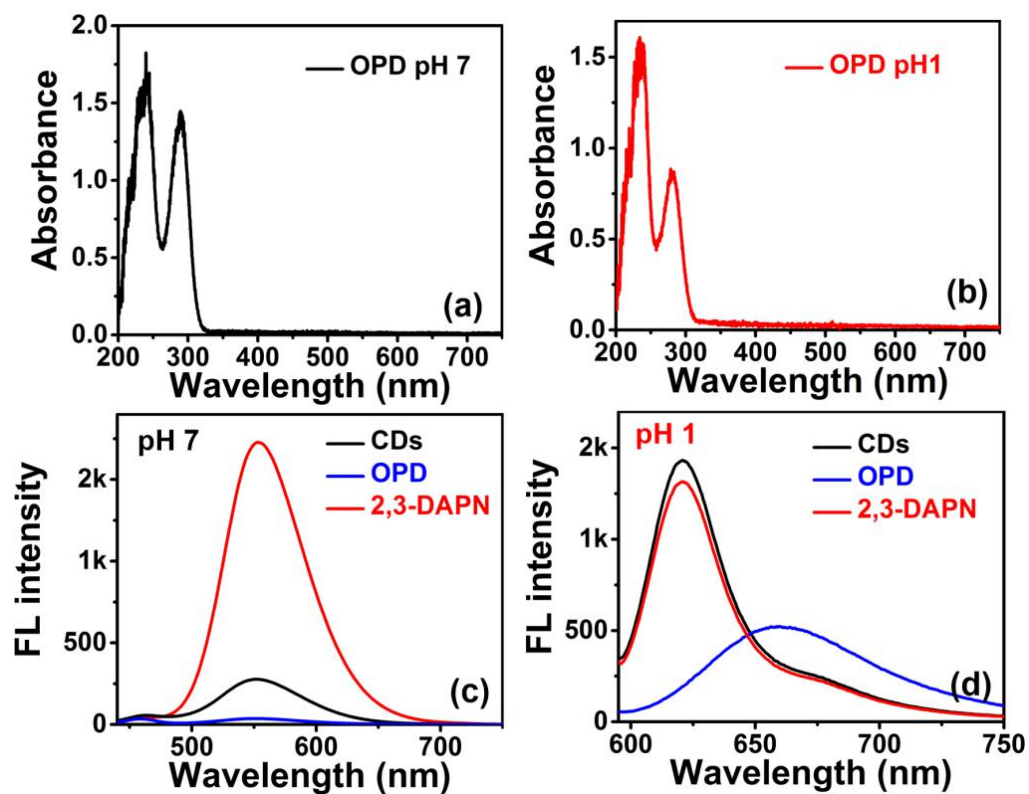 2.0
1.5
1.0
0.5
0.0
Absorbance
OPD pH 7
(a)
200 300 400 500 600 700
Wavelength (nm)
1.5
1.0
0.5
0.0
Absorbance
OPD pH1
(b)
200 300 400 500 600 700
Wavelength (nm)
2k
1k
500
0
FL intensity
pH 7
CDs
OPD
2,3-DAPN
(c)
500 600 700
Wavelength (nm)
2k
1k
500
0
FL intensity
pH 1
CDs
OPD
2,3-DAPN
(d)
600 650 700 750
Wavelength (nm)